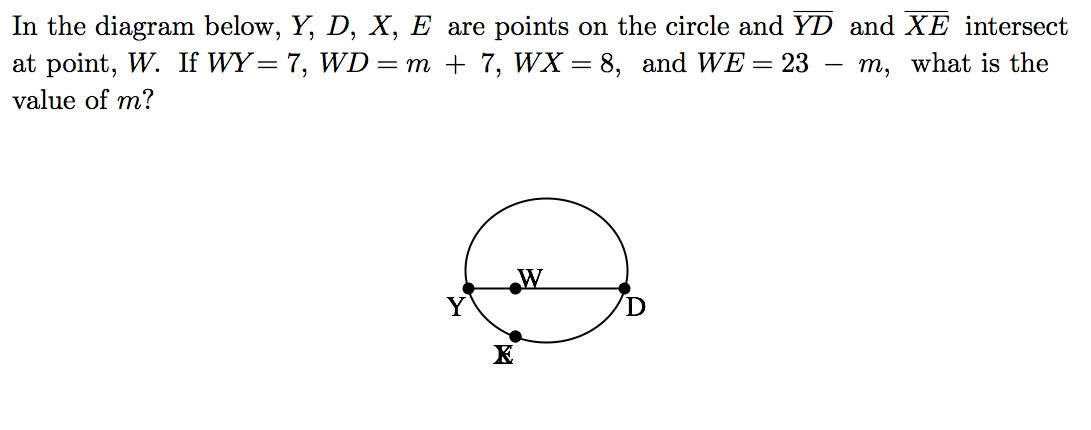 In the diagram below, Y, D, X, E are points on the circle and YD and XE intersect
at point, W. If WY = 7, WD = m + 7, WX = 8, and WE = 23 − m, what is the
value of m?
W
Y
D